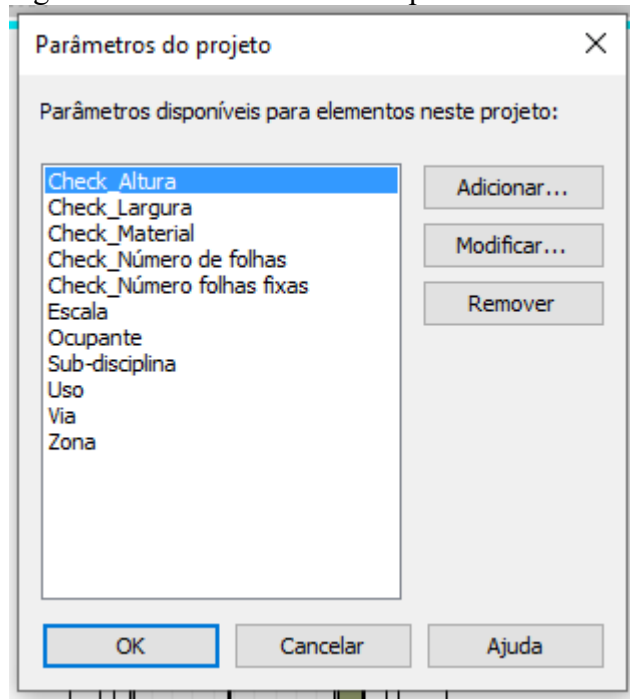 Parâmetros do projeto
Parâmetros disponíveis para elementos neste projeto:
Check_Altura
Check_Largura
Check_Material
Check_Número de folhas
Check_Número folhas fixas
Escala
Ocupante
Sub-disciplina
Uso
Via
Zona
Adicionar...
Modificar...
Remover
OK
Cancelar
Ajuda